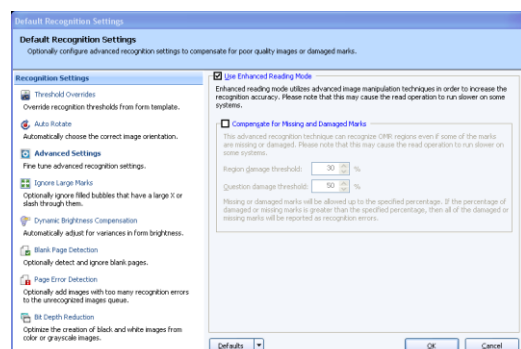 Default Recognition Settings
Default Recognition Settings
Optionally configure advanced recognition settings to compensate for poor quality images or damaged marks.
Recognition Settings
Threshold Overrides
Override recognition thresholds from form template.
Auto Rotate
Automatically choose the correct image orientation.
Advanced Settings
Fine tune advanced recognition settings.
Ignore Large Marks
Optionally ignore filled bubbles that have a large X or
slash through them.
Dynamic Brightness Compensation
Automatically adjust for variances in form brightness.
Blank Page Detection
Optionally detect and ignore blank pages.
Page Error Detection
Optionally add images with too many recognition errors
to the unrecognized images queue.
Bit Depth Reduction
Optimize the creation of black and white images from
color or grayscale images.
Use Enhanced Reading Mode
Enhanced reading mode utilizes advanced image manipulation techniques in order to increase the
recognition accuracy. Please note that this may cause the read operation to run slower on some
systems.
Compensate for Missing and Damaged Marks
This advanced recognition technique can recognize OMR regions even if some of the marks
are missing or damaged. Please note that this may cause the read operation to run slower on
some systems.
Region damage threshold: 30 %
Question damage threshold: 50 %
Missing or damaged marks will be allowed up to the specified percentage. If the percentage of
damaged or missing marks is greater than the specified percentage, then all of the damaged or
missing marks will be reported as recognition errors.
Defaults OK Cancel